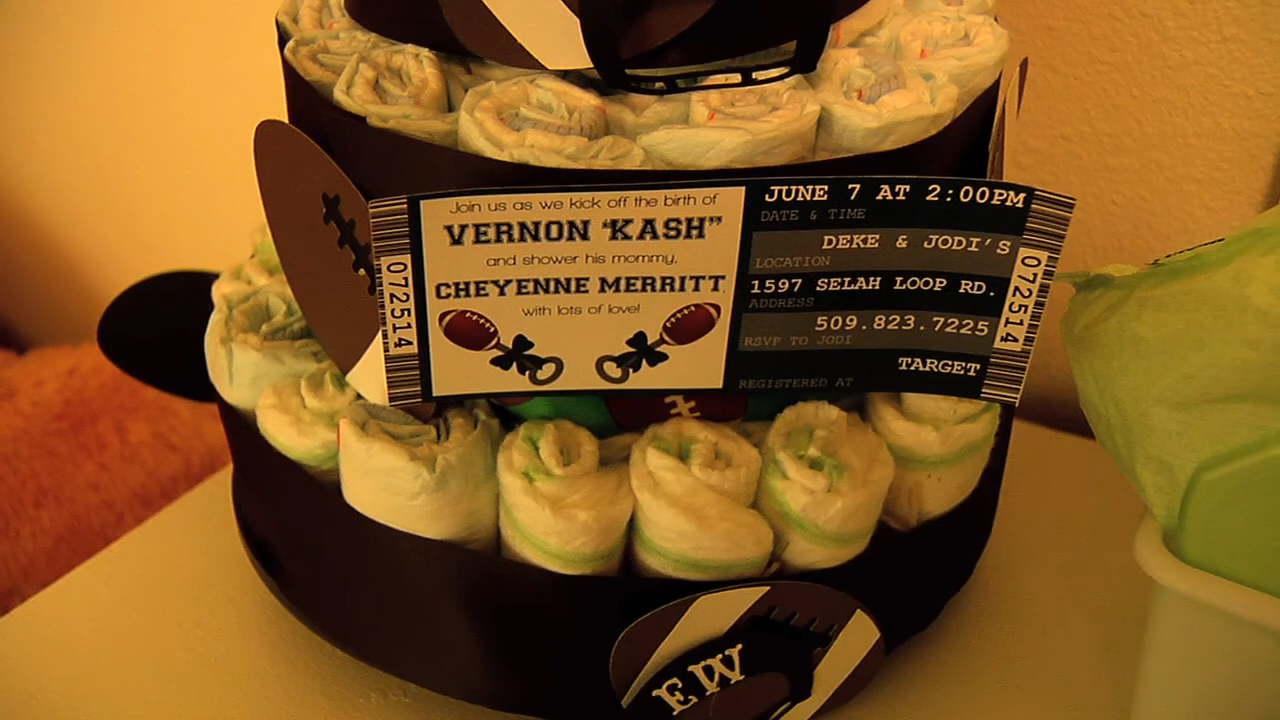 Join us as we kick off the birth of
VERNON "KASH"
and shower his mommy,
CHEYENNE MERRITT
with lots of love!
072514
JUNE 7 AT 2:00PM
DATE & TIME
DEKE & JODI'S
LOCATION
1597 SELAH LOOP RD.
ADDRESS
509.823.7225
RSVP TO JODI
TARGET
REGISTERED AT
072514
EW